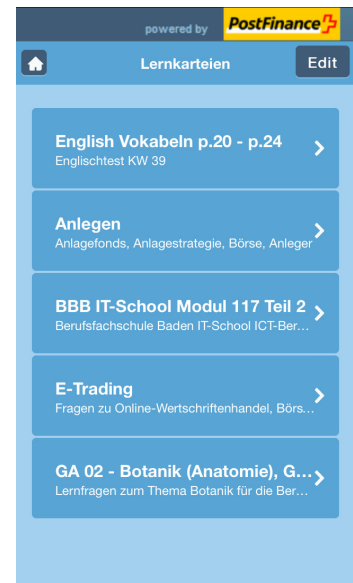 powered by PostFinance
Lernkarteien Edit
English Vokabeln p.20 - p.24
Englischtest KW 39
Anlegen
Anlagefonds, Anlagestrategie, Börse, Anleger
BBB IT-School Modul 117 Teil 2
Berufsfachschule Baden IT-School ICT-Ber...
E-Trading
Fragen zu Online-Wertschriftenhandel, Börs...
GA 02 - Botanik (Anatomie), G...
Lernfragen zum Thema Botanik für die Ber...